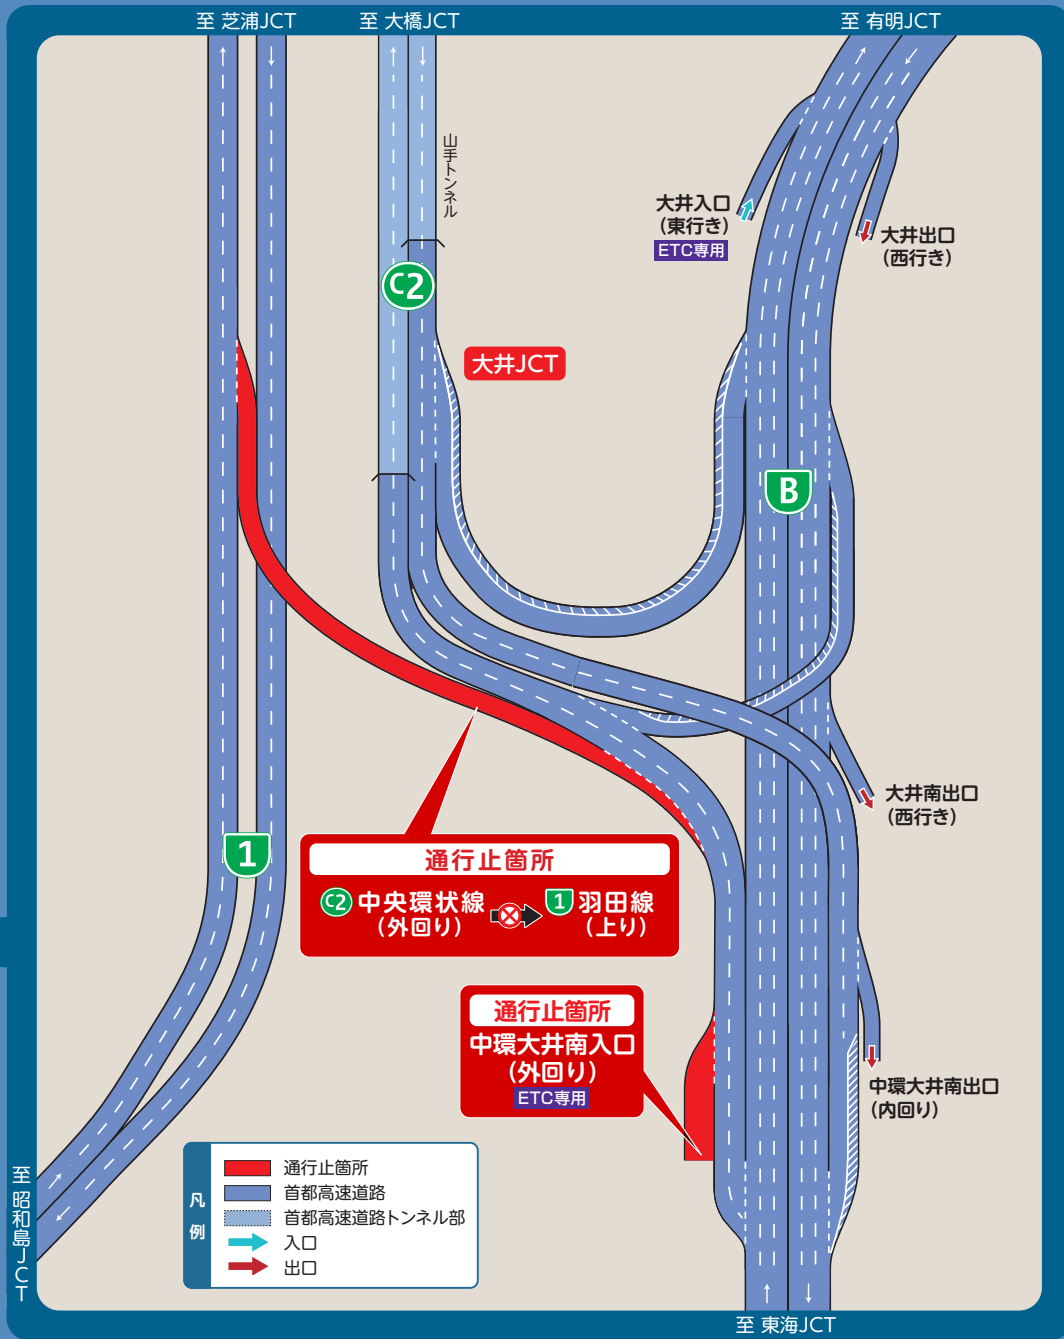 至 芝浦JCT
至 大橋JCT
至 有明JCT
山手トンネル
大井入口
(東行き)
ETC専用
大井出口
(西行き)
C2
大井JCT
B
大井南出口
(西行き)
1
通行止箇所
C2 中央環状線
(外回り)
1 羽田線
(上り)
通行止箇所
中環大井南入口
(外回り)
ETC専用
中環大井南出口
(内回り)
至 昭和島JCT
凡例
通行止箇所
首都高速道路
首都高速道路トンネル部
入口
出口
至 東海JCT